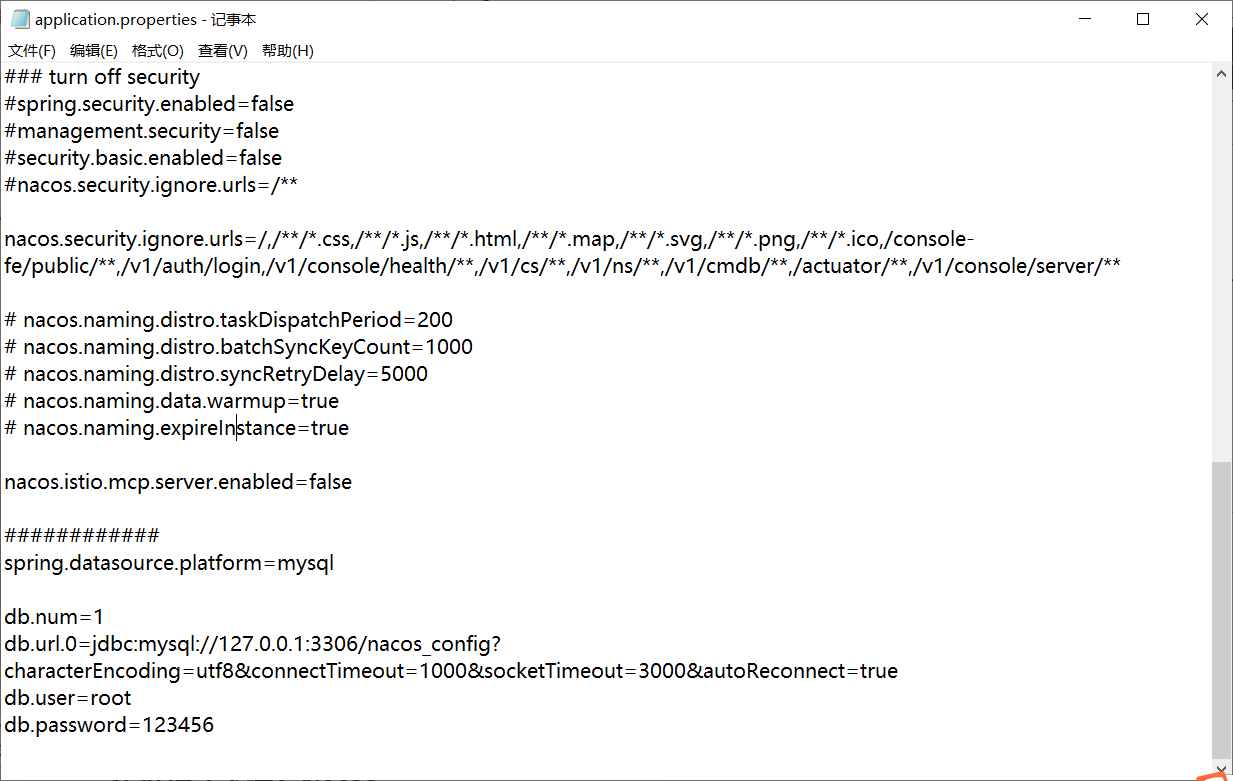 application.properties - 记事本
文件(F) 编辑(E) 格式(O) 查看(V) 帮助(H)
### turn off security
#spring.security.enabled=false
#management.security=false
#security.basic.enabled=false
#nacos.security.ignore.urls=/**
nacos.security.ignore.urls=/,/**/*.css,/**/*.js,/**/*.html,/**/*.map,/**/*.svg,/**/*.png,/**/*.ico,/console-
fe/public/**,/v1/auth/login,/v1/console/health/**,/v1/cs/**,/v1/ns/**,/v1/cmdb/**,/actuator/**,/v1/console/server/**
# nacos.naming.distro.taskDispatchPeriod=200
# nacos.naming.distro.batchSyncKeyCount=1000
# nacos.naming.distro.syncRetryDelay=5000
# nacos.naming.data.warmup=true
# nacos.naming.expireInstance=true
nacos.istio.mcp.server.enabled=false
############
spring.datasource.platform=mysql
db.num=1
db.url.0=jdbc:mysql://127.0.0.1:3306/nacos_config?
characterEncoding=utf8&connectTimeout=1000&socketTimeout=3000&autoReconnect=true
db.user=root
db.password=123456